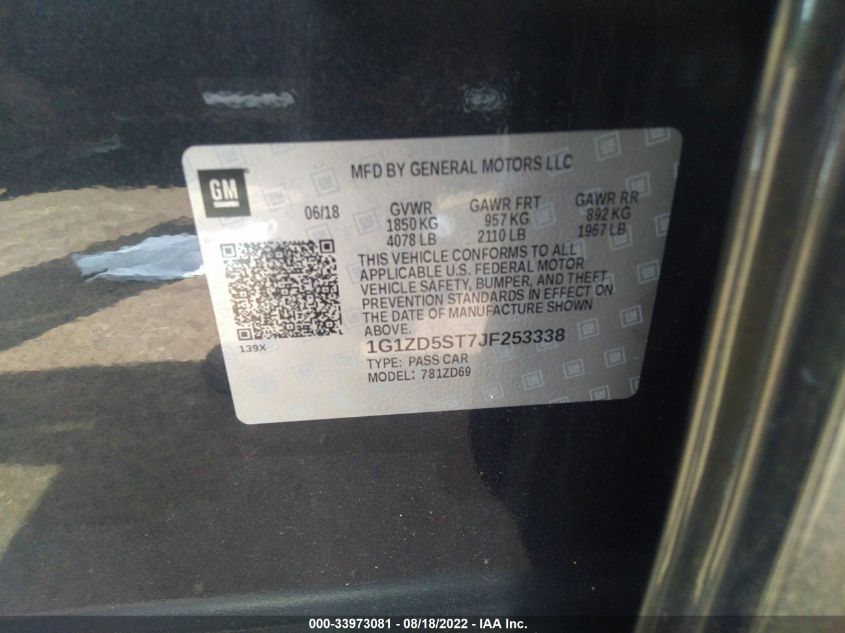 MFD BY GENERAL MOTORS LLC
GM
06/18 GVWR GAWR FRT GAWR RR
1850 KG 957 KG 892 KG
4078 LB 2110 LB 1967 LB
THIS VEHICLE CONFORMS TO ALL
APPLICABLE U.S. FEDERAL MOTOR
VEHICLE SAFETY, BUMPER, AND THEFT
PREVENTION STANDARDS IN EFFECT ON
THE DATE OF MANUFACTURE SHOWN
ABOVE.
139X
1G1ZD5ST7JF253338
TYPE: PASS CAR
MODEL: 781ZD69
000-33973081 - 08/18/2022 - IAA Inc.